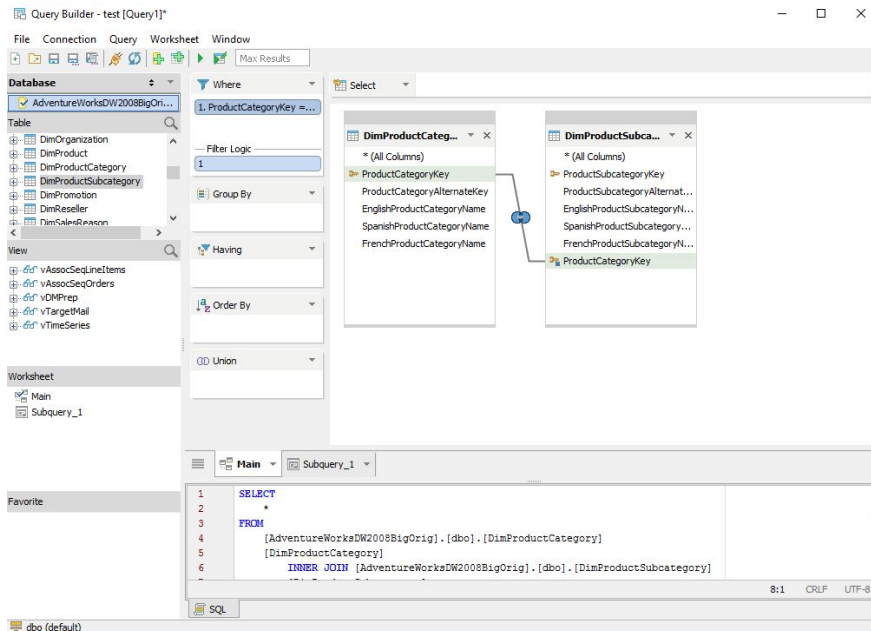 Query Builder - test [Query1]*
File Connection Query Worksheet Window
Max Results
Database
AdventureWorksDW2008BigOri...
Table
DimOrganization
DimProduct
DimProductCategory
DimProductSubcategory
DimPromotion
DimReseller
DimSalesReason
View
vAssocSeqLineItems
vAssocSeqOrders
vDMPrep
vTargetMail
vTimeSeries
Worksheet
Main
Subquery_1
Favorite
Where
1. ProductCategoryKey =...
Filter Logic
1
Group By
Having
Order By
Union
Select
DimProductCateg...
* (All Columns)
ProductCategoryKey
ProductCategoryAlternateKey
EnglishProductCategoryName
SpanishProductCategoryName
FrenchProductCategoryName
DimProductSubca...
* (All Columns)
ProductSubcategoryKey
ProductSubcategoryAlternat...
EnglishProductSubcategoryN...
SpanishProductSubcategory...
FrenchProductSubcategoryN...
ProductCategoryKey
Main Subquery_1
1 SELECT
2 *
3 FROM
4 [AdventureWorksDW2008BigOrig].[dbo].[DimProductCategory]
5 [DimProductCategory]
6 INNER JOIN [AdventureWorksDW2008BigOrig].[dbo].[DimProductSubcategory]
8:1 CRLF UTF-8
SQL
dbo (default)